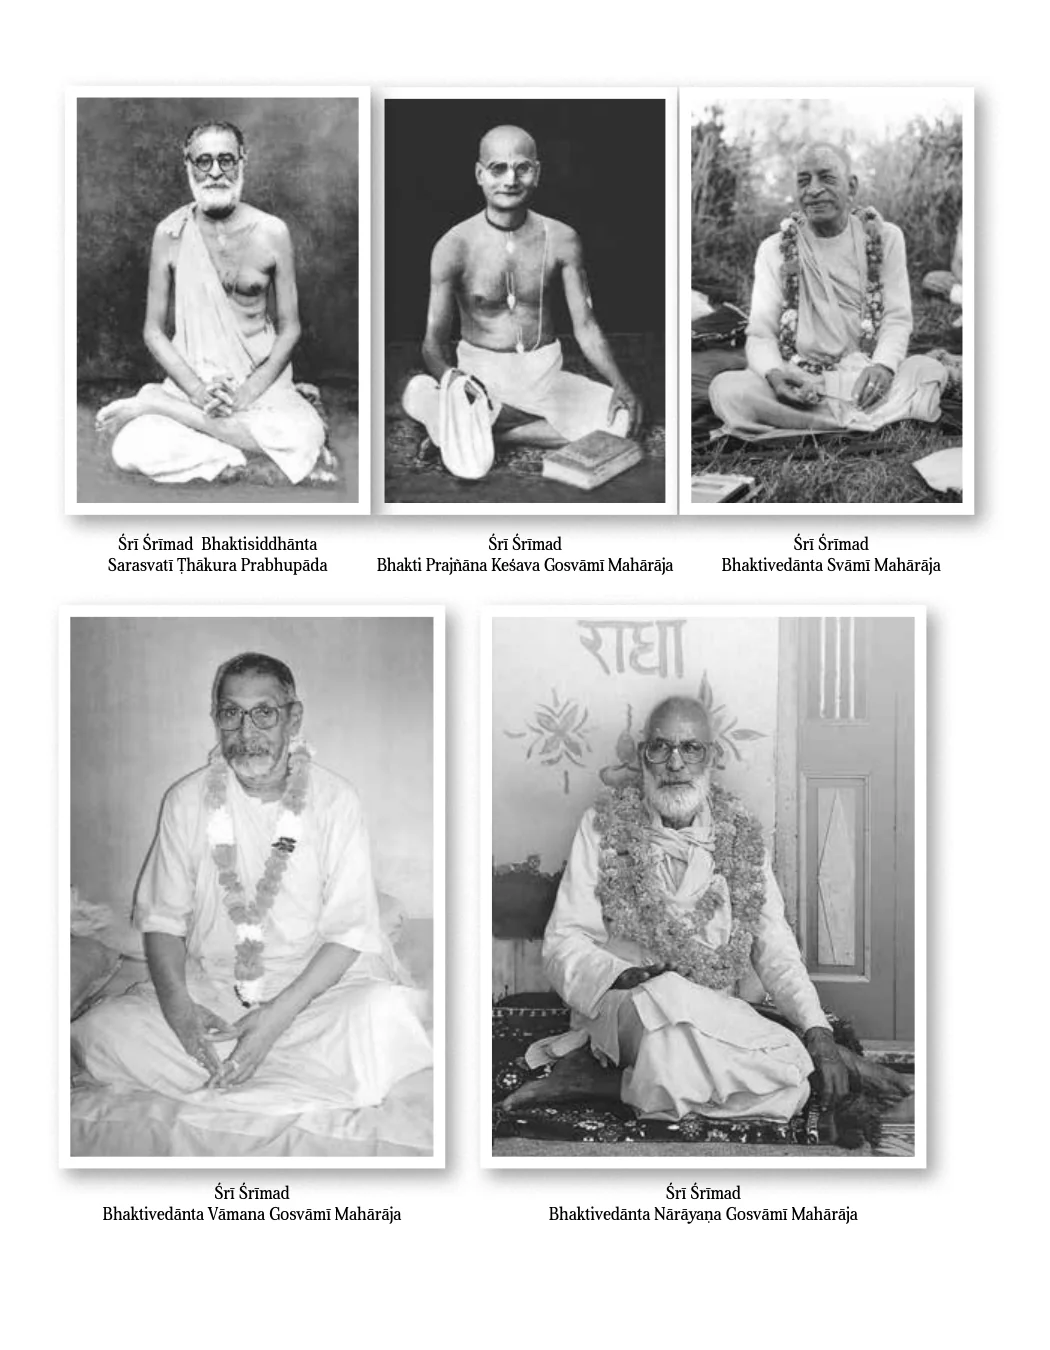 Śrī Śrīmad Bhaktisiddhānta
Sarasvatī Ṭhākura Prabhupāda
Śrī Śrīmad
Bhakti Prajñāna Keśava Gosvāmī Mahārāja
Śrī Śrīmad
Bhaktivedānta Svāmī Mahārāja
राधा
Śrī Śrīmad
Bhaktivedānta Vāmana Gosvāmī Mahārāja
Śrī Śrīmad
Bhaktivedānta Nārāyaṇa Gosvāmī Mahārāja